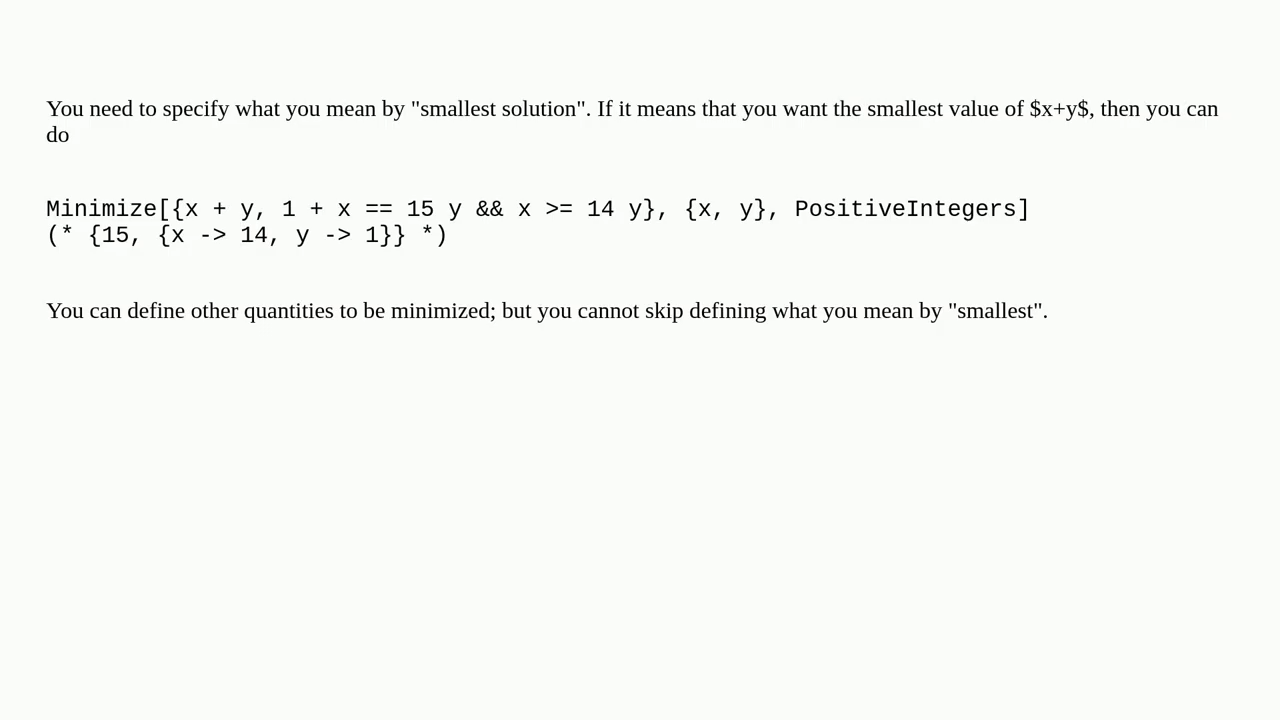 You need to specify what you mean by "smallest solution". If it means that you want the smallest value of $x+y$, then you can
do
Minimize[{x + y, 1 + x == 15 y && x >= 14 y}, {x, y}, PositiveIntegers]
(* {15, {x -> 14, y -> 1}} *)
You can define other quantities to be minimized; but you cannot skip defining what you mean by "smallest".